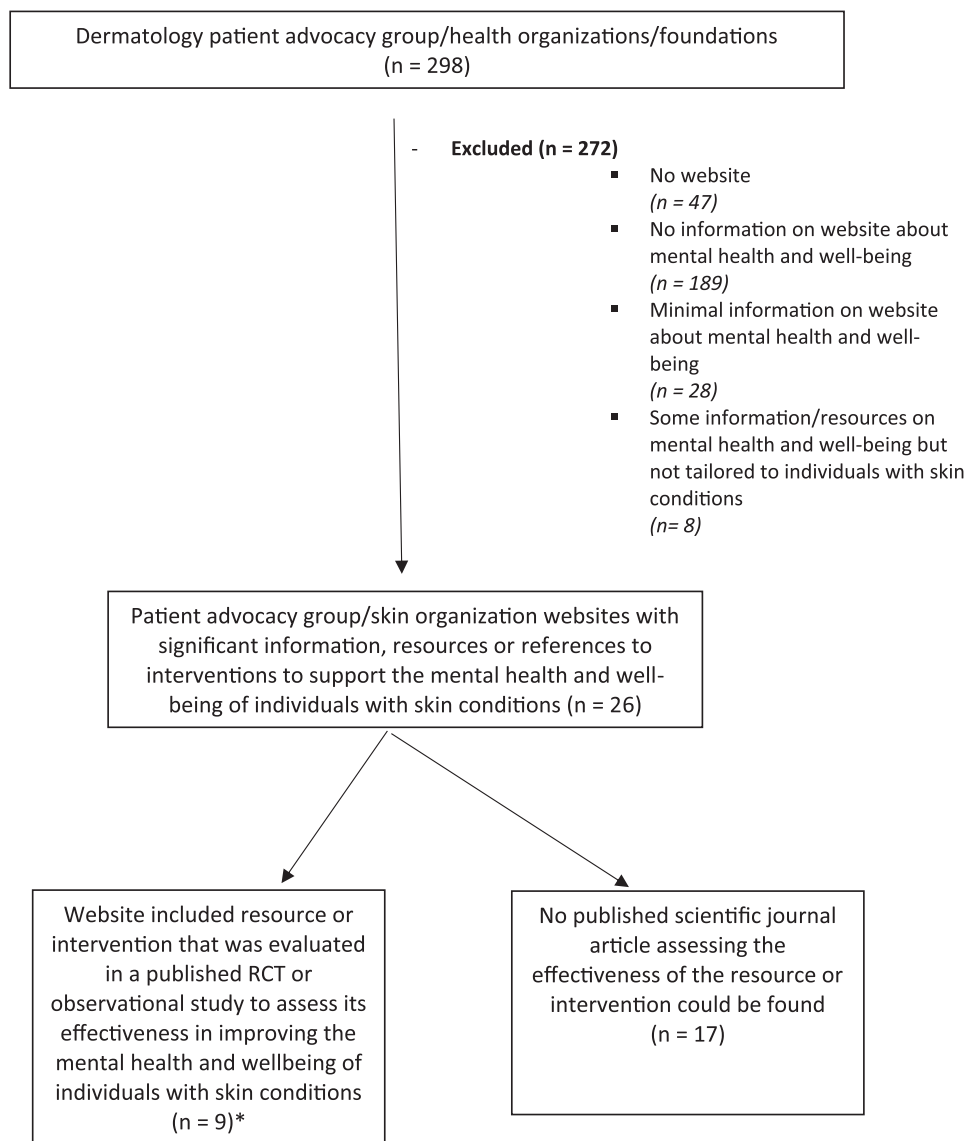 Dermatology patient advocacy group/health organizations/foundations
(n = 298)
- Excluded (n = 272)
▪ No website
(n = 47)
▪ No information on website about
mental health and well-being
(n = 189)
▪ Minimal information on website
about mental health and well-
being
(n = 28)
▪ Some information/resources on
mental health and well-being but
not tailored to individuals with skin
conditions
(n= 8)
Patient advocacy group/skin organization websites with
significant information, resources or references to
interventions to support the mental health and well-
being of individuals with skin conditions (n = 26)
Website included resource or
intervention that was evaluated
in a published RCT or
observational study to assess its
effectiveness in improving the
mental health and wellbeing of
individuals with skin conditions
(n = 9)*
No published scientific journal
article assessing the
effectiveness of the resource or
intervention could be found
(n = 17)